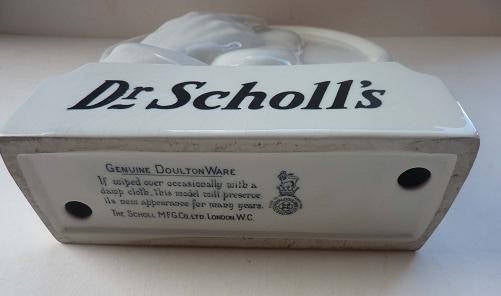 Dr Scholl's
GENUINE DOULTON WARE
If wiped over occasionally with a
damp cloth, This model will preserve
its new appearance for many years.
THE SCHOLL M.F.G. CO. LTD. LONDON. W.C.